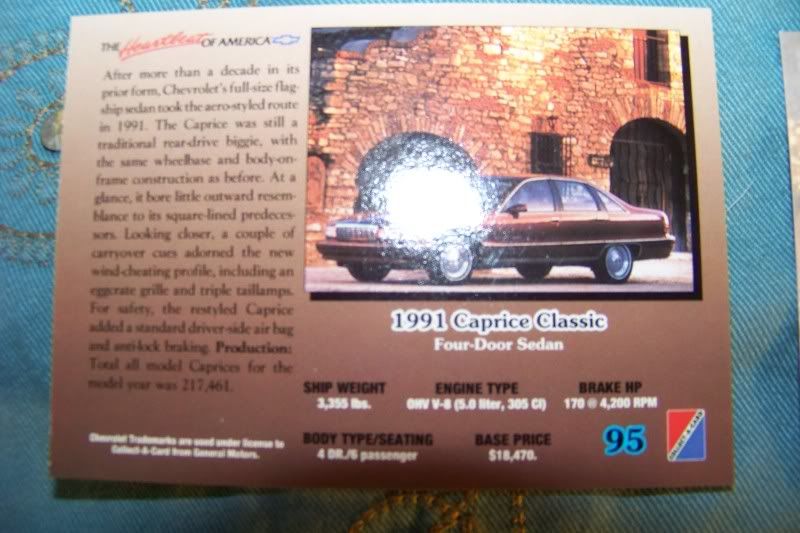 THE Heartbeat OF AMERICA
After more than a decade in its
prior form, Chevrolet's full-size flag-
ship sedan took the aero-styled route
in 1991. The Caprice was still a
traditional rear-drive biggie, with
the same wheelbase and body-on-
frame construction as before. At a
glance, it bore little outward resem-
blance to its square-lined predeces-
sors. Looking closer, a couple of
carryover cues adorned the new
wind-cheating profile, including an
eggcrate grille and triple taillamps.
For safety, the restyled Caprice
added a standard driver-side air bag
and anti-lock braking. Production:
Total all model Caprices for the
model year was 217,461.
Chevrolet Trademarks are used under license to
Collect-A-Card from General Motors.
1991 Caprice Classic
Four-Door Sedan
SHIP WEIGHT
3,355 lbs.
ENGINE TYPE
OHV V-8 (5.0 liter, 305 CI)
BRAKE HP
170 @ 4,200 RPM
BODY TYPE/SEATING
4 DR./6 passenger
BASE PRICE
$18,470.
95
COLLECT-A-CARD